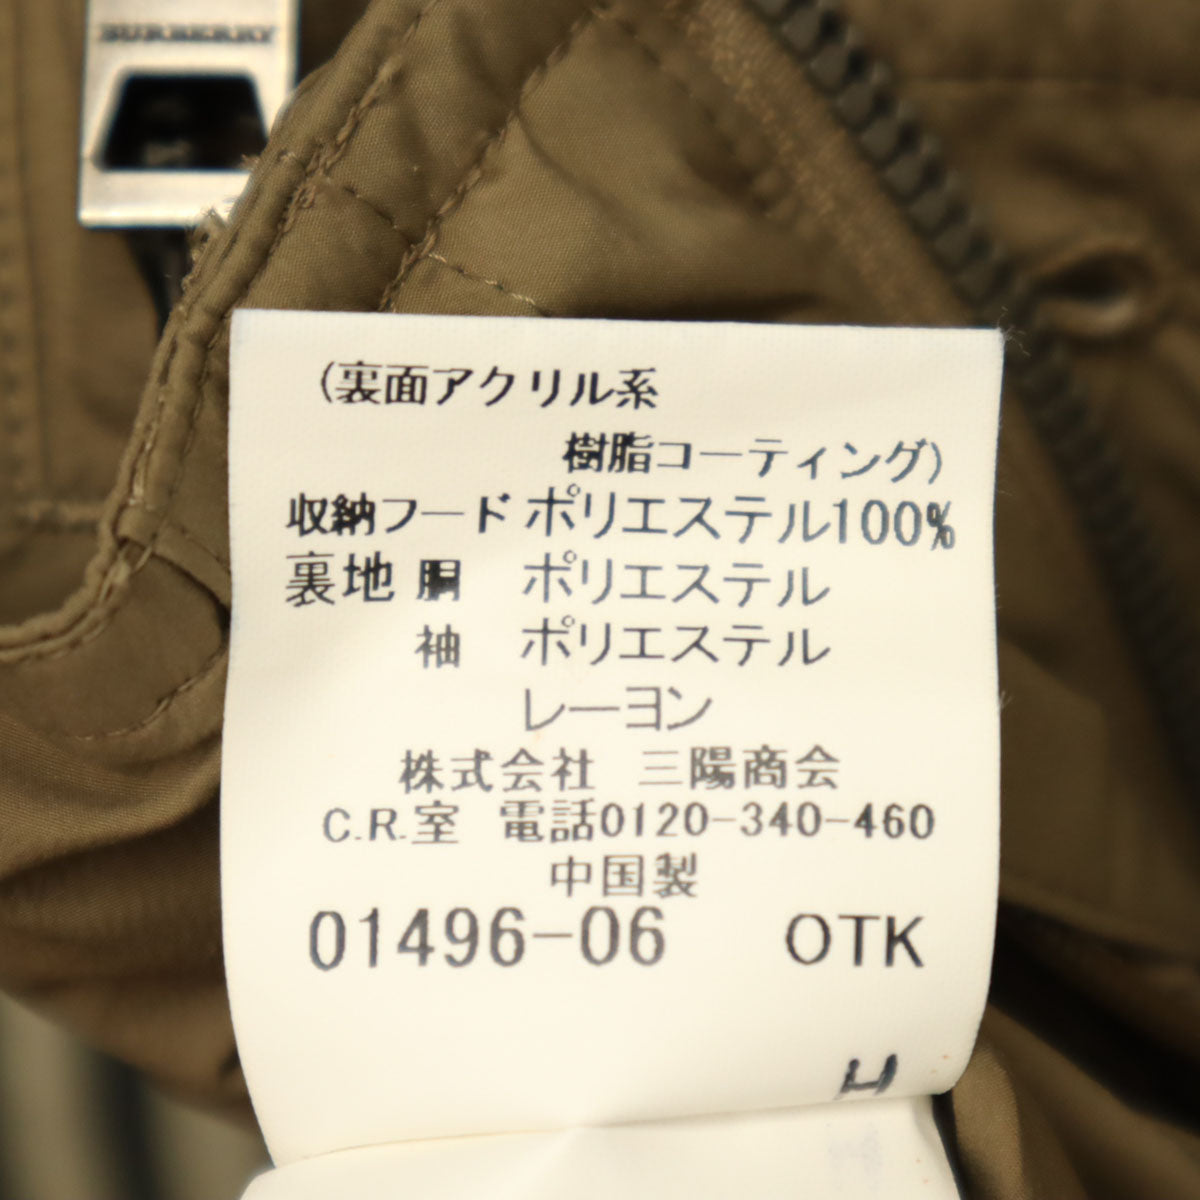 BURBERRY
(裏面アクリル系
樹脂コーティング)
収納フード ポリエステル100%
裏地 胴 ポリエステル
袖 ポリエステル
レーヨン
株式会社 三陽商会
C.R.室 電話0120-340-460
中国製
01496-06 OTK
H